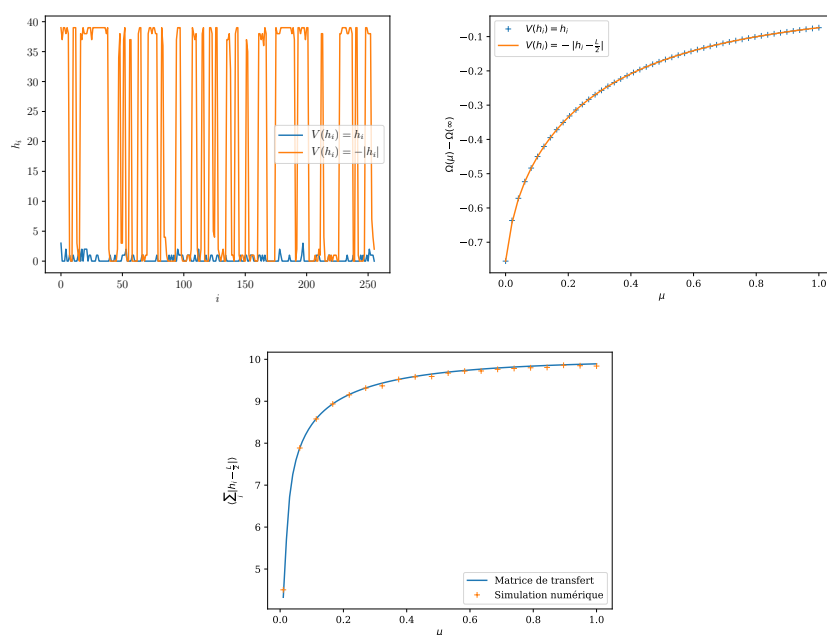 40
35
30
25
20
15
10
5
0
h_i
V(h_i) = h_i
V(h_i) = −|h_i|
0 50 100 150 200 250
i
−0.1
−0.2
−0.3
−0.4
−0.5
−0.6
−0.7
Ω(μ) − Ω(∞)
V(h_i) = h_i
V(h_i) = − |h_i − L/2|
0.0 0.2 0.4 0.6 0.8 1.0
μ
10
9
8
7
6
5
⟨∑_i |h_i − L/2|⟩
Matrice de transfert
Simulation numérique
0.0 0.2 0.4 0.6 0.8 1.0
μ